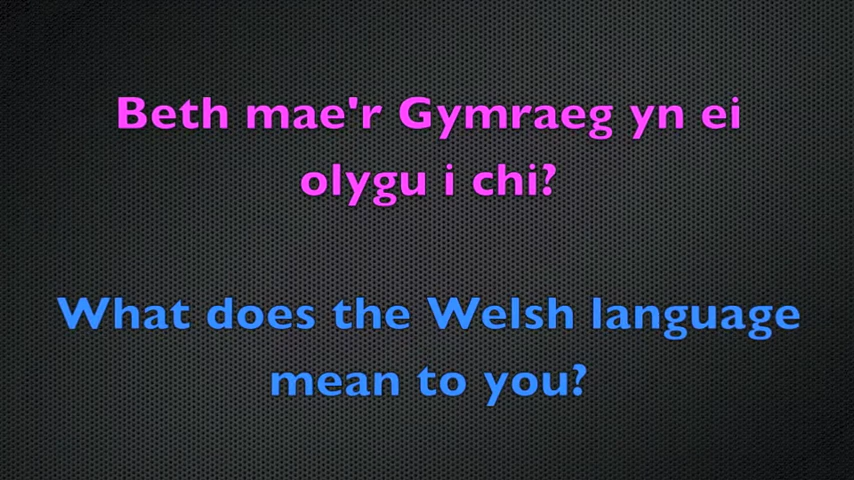 Beth mae'r Gymraeg yn ei
olygu i chi?
What does the Welsh language
mean to you?